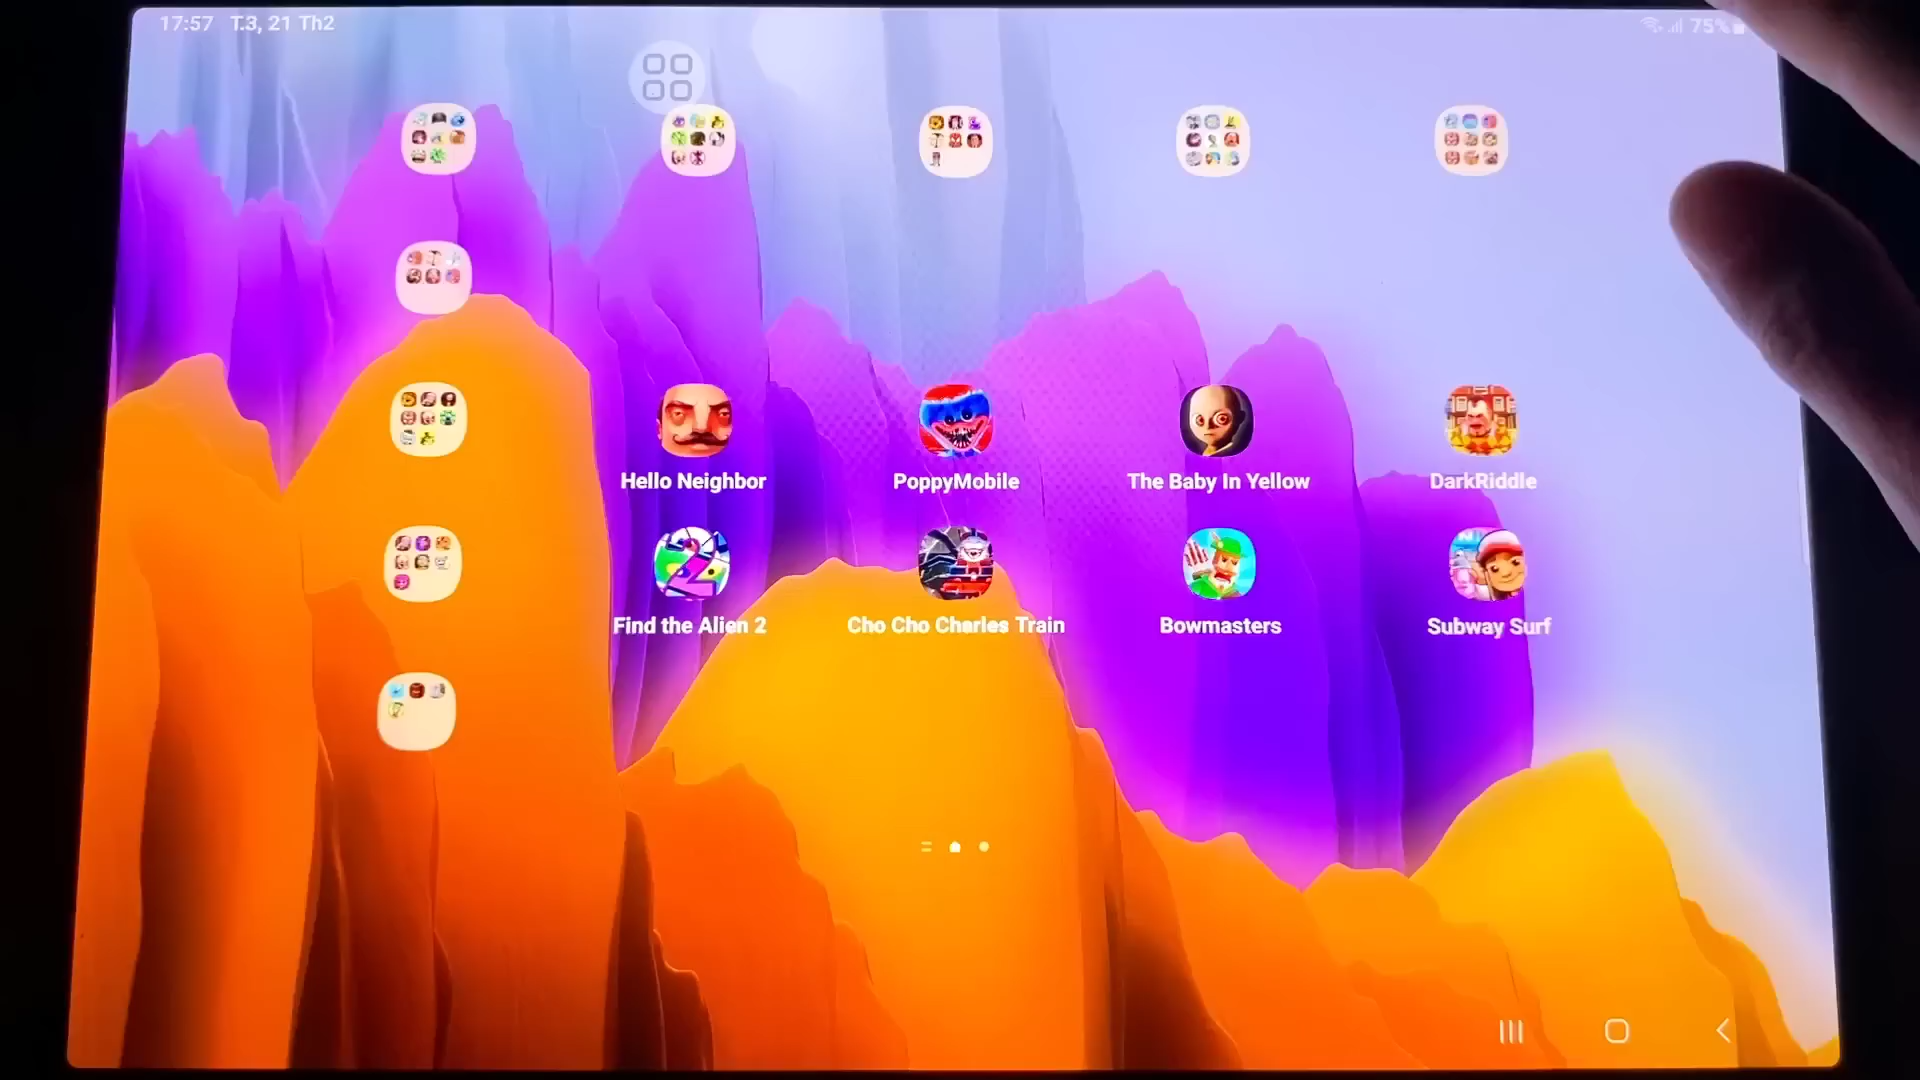 17:57 T.3, 21 Th2
75%
Hello Neighbor
PoppyMobile
The Baby In Yellow
DarkRiddle
Find the Alien 2
Cho Cho Charles Train
Bowmasters
Subway Surf